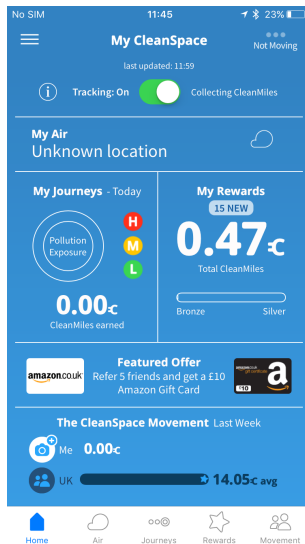 No SIM 11:45 23%
My CleanSpace
Not Moving
last updated: 11:59
Tracking: On Collecting CleanMiles
My Air
Unknown location
My Journeys - Today
Pollution
Exposure
H
M
L
0.00c
CleanMiles earned
My Rewards
15 NEW
0.47c
Total CleanMiles
Bronze Silver
amazon.co.uk
Featured Offer
Refer 5 friends and get a £10
Amazon Gift Card
£10
a
The CleanSpace Movement Last Week
Me 0.00c
UK 14.05c avg
Home Air Journeys Rewards Movement